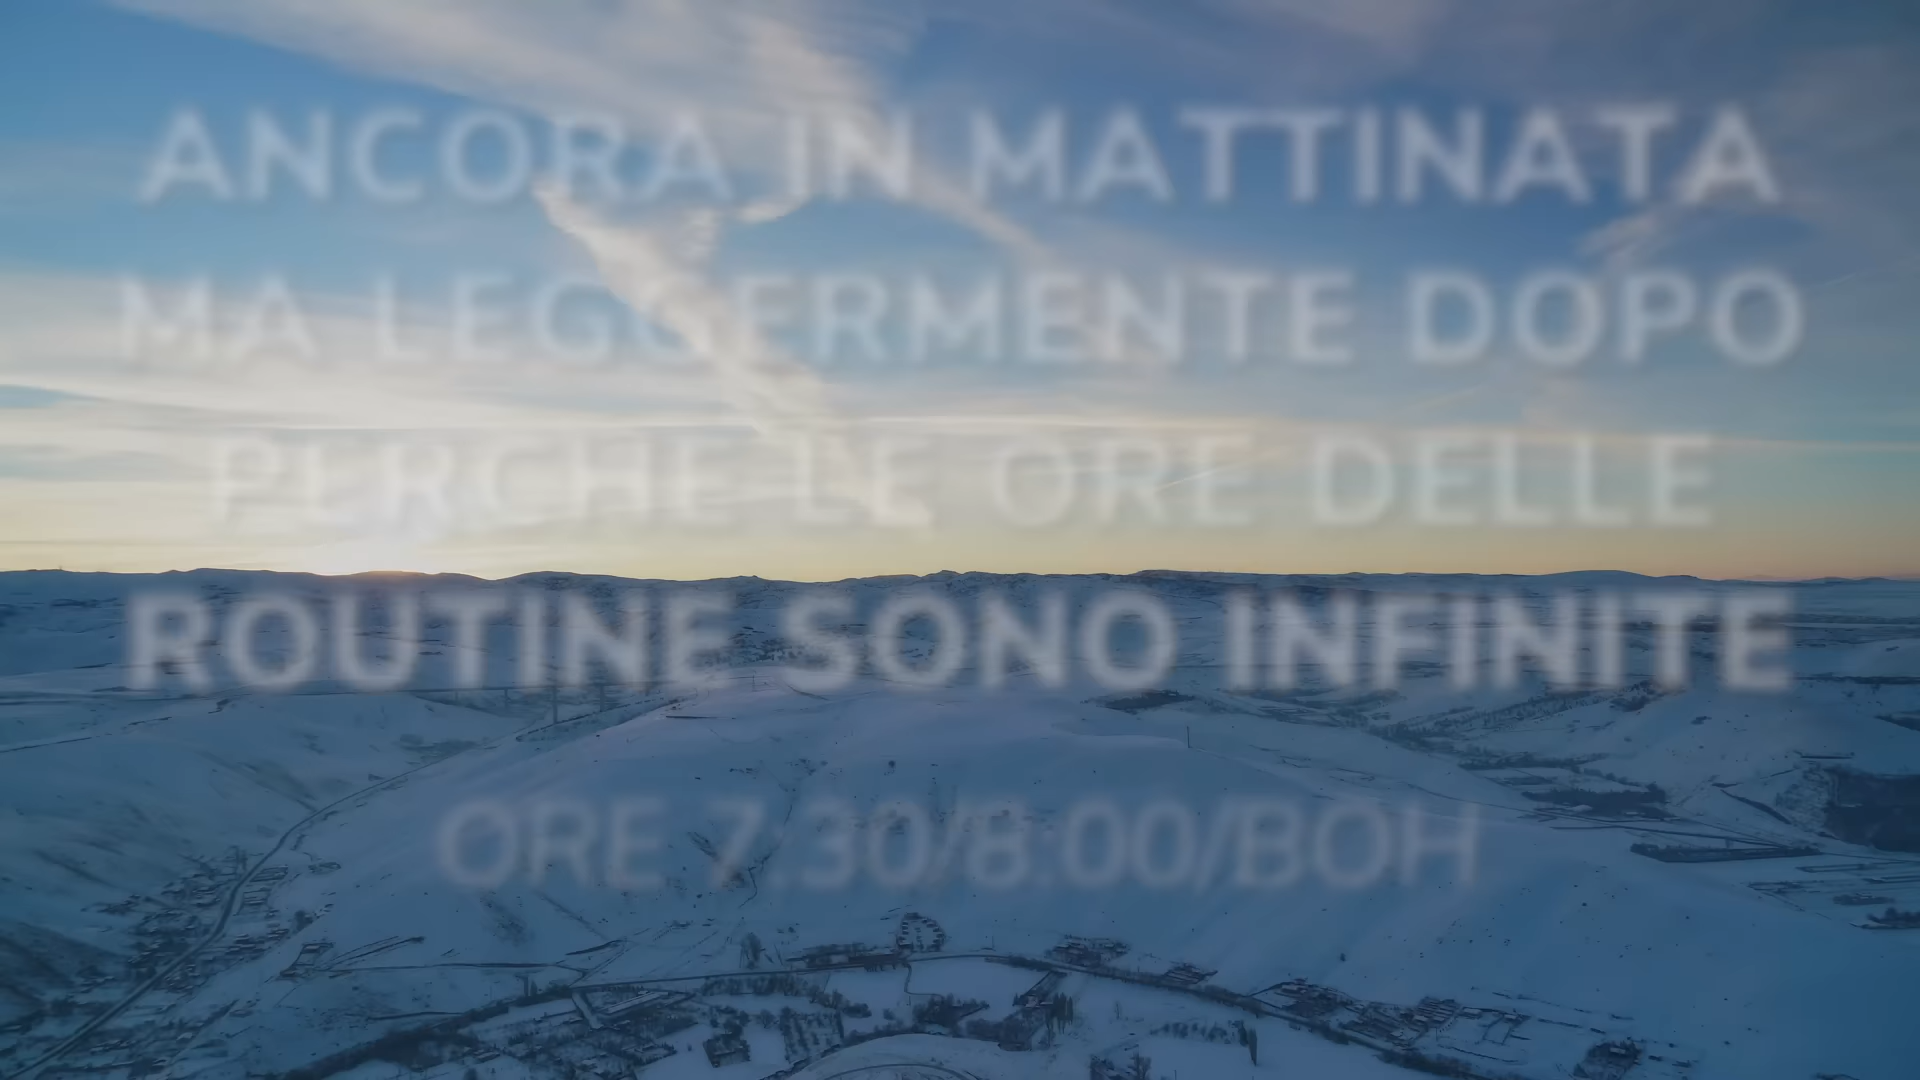 ANCORA IN MATTINATA
MA LEGGERMENTE DOPO
PERCHE LE ORE DELLE
ROUTINE SONO INFINITE
ORE 7:30/8:00/BOH